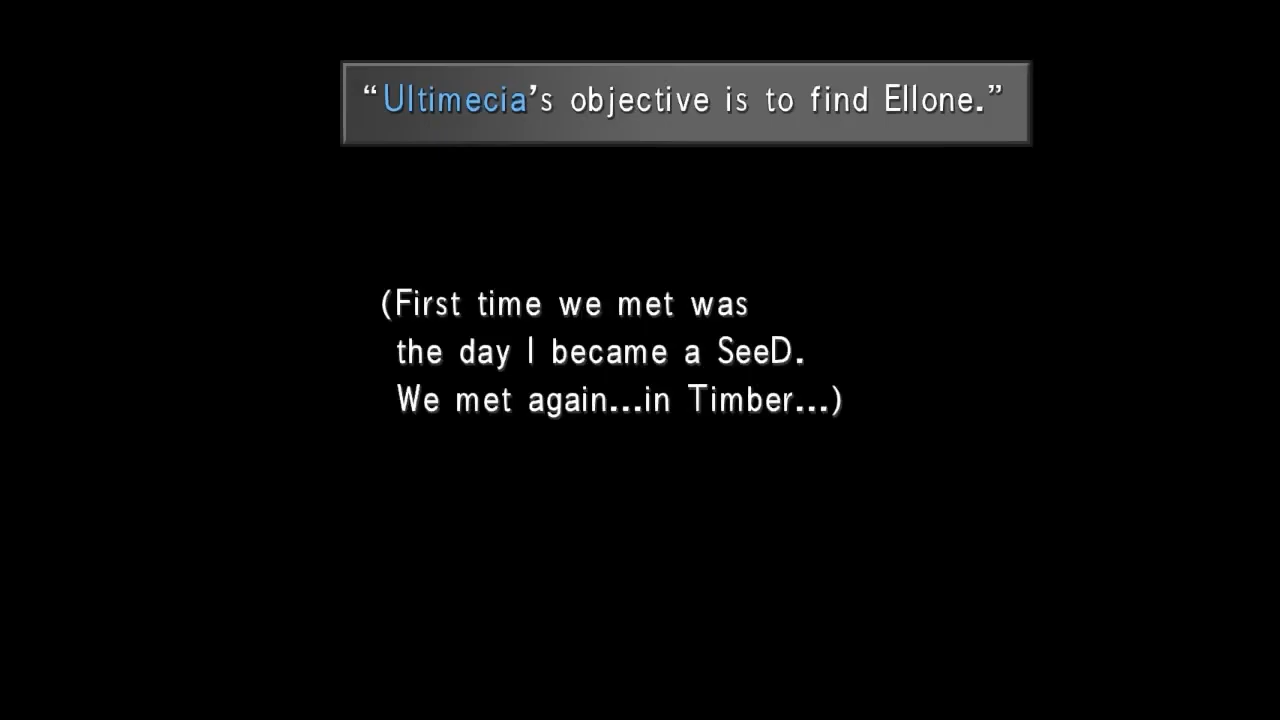 “Ultimecia’s objective is to find Ellone.”
(First time we met was
the day I became a SeeD.
We met again...in Timber...)